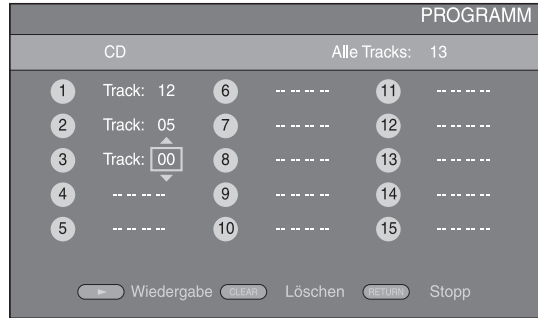 PROGRAMM
CD Alle Tracks: 13
1 Track: 12 6 -- -- -- -- 11 -- -- -- --
2 Track: 05 7 -- -- -- -- 12 -- -- -- --
3 Track: 00 8 -- -- -- -- 13 -- -- -- --
4 -- -- -- -- 9 -- -- -- -- 14 -- -- -- --
5 -- -- -- -- 10 -- -- -- -- 15 -- -- -- --
Wiedergabe CLEAR Löschen RETURN Stopp